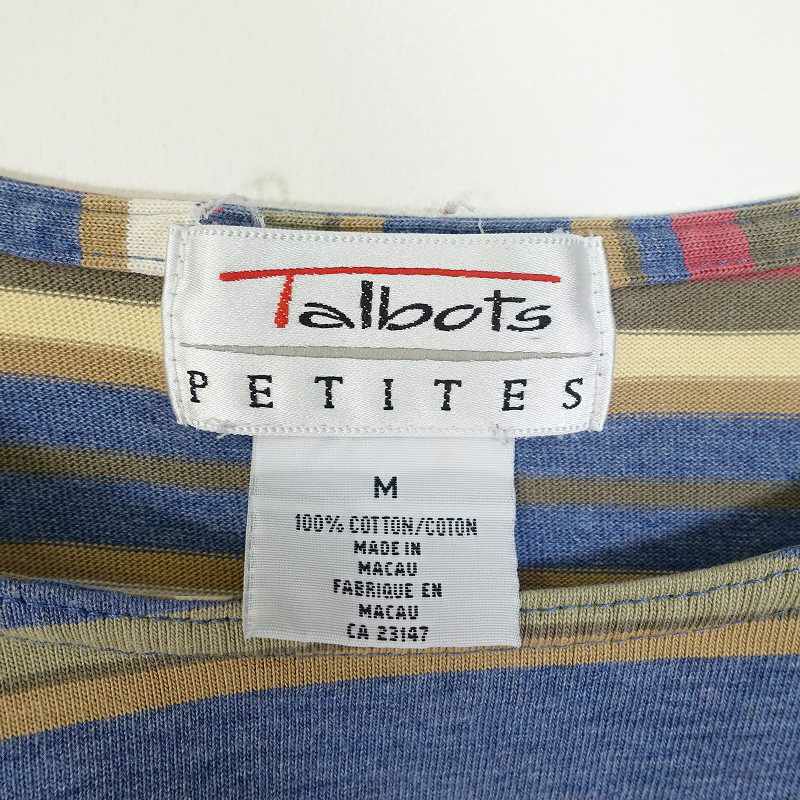 Talbots
PETITES
M
100% COTTON/COTON
MADE IN
MACAU
FABRIQUE EN
MACAU
CA 23147